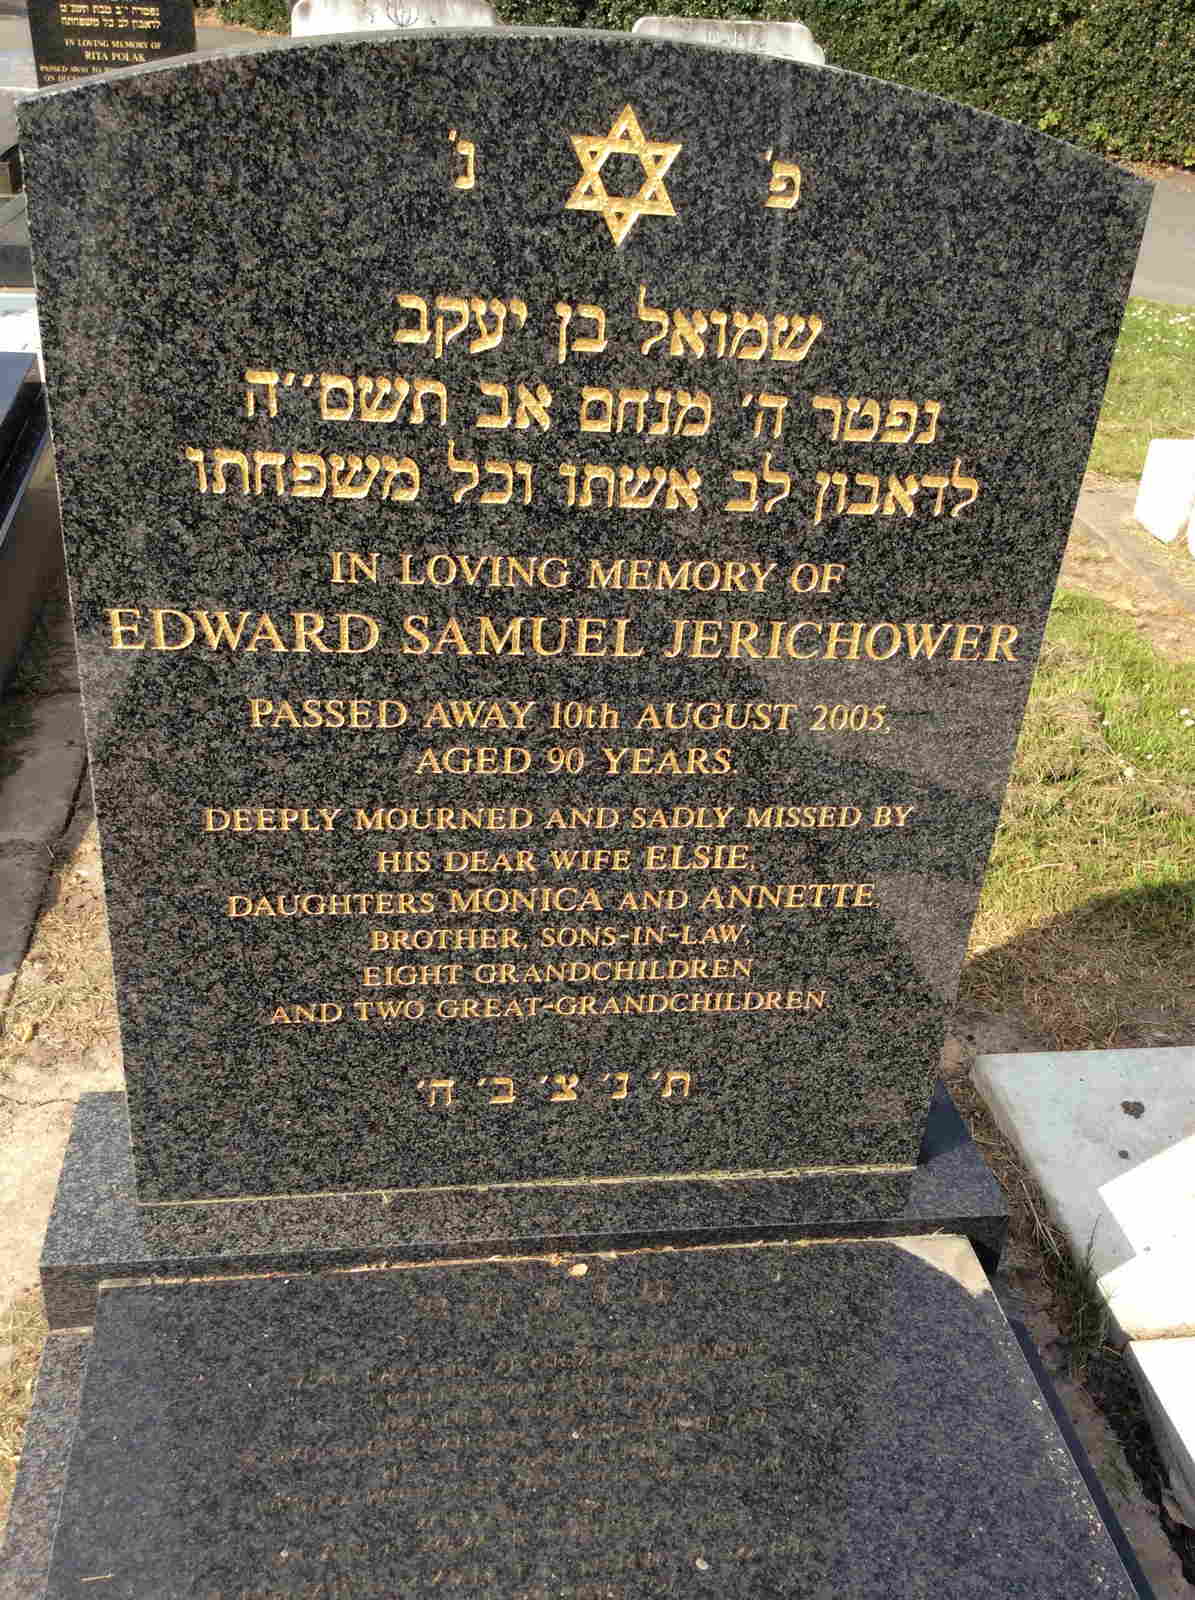 IN LOVING MEMORY OF
RITA POLAK
פ׳ נ׳
שמואל בן יעקב
נפטר ה׳ מנחם אב תשס״ה
לדאבון לב אשתו וכל משפחתו
IN LOVING MEMORY OF
EDWARD SAMUEL JERICHOWER
PASSED AWAY 10th AUGUST 2005,
AGED 90 YEARS.
DEEPLY MOURNED AND SADLY MISSED BY
HIS DEAR WIFE ELSIE,
DAUGHTERS MONICA AND ANNETTE,
BROTHER, SONS-IN-LAW,
EIGHT GRANDCHILDREN
AND TWO GREAT-GRANDCHILDREN.
ת׳ נ׳ צ׳ ב׳ ה׳